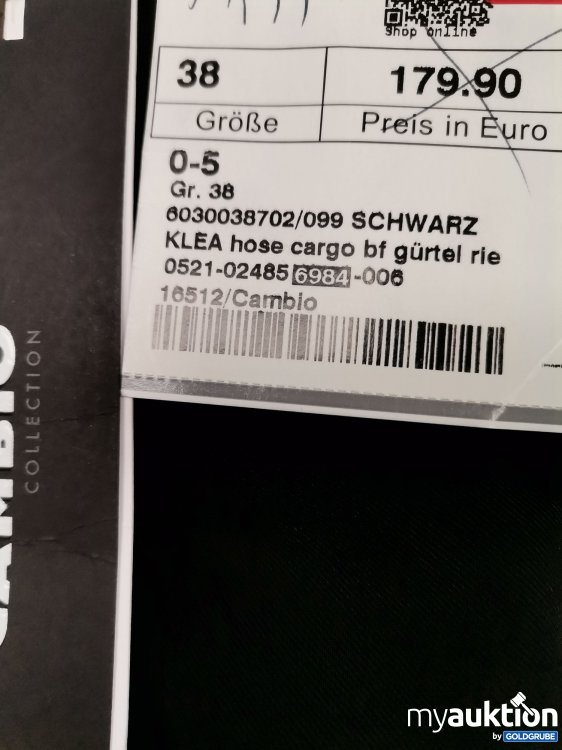 Shop online
38 179.90
Größe Preis in Euro
0-5
Gr. 38
6030038702/099 SCHWARZ
KLEA hose cargo bf gürtel rie
0521-02485 6984 -006
16512/Cambio
CAMBIO
COLLECTION
myauktion
by GOLDGRUBE